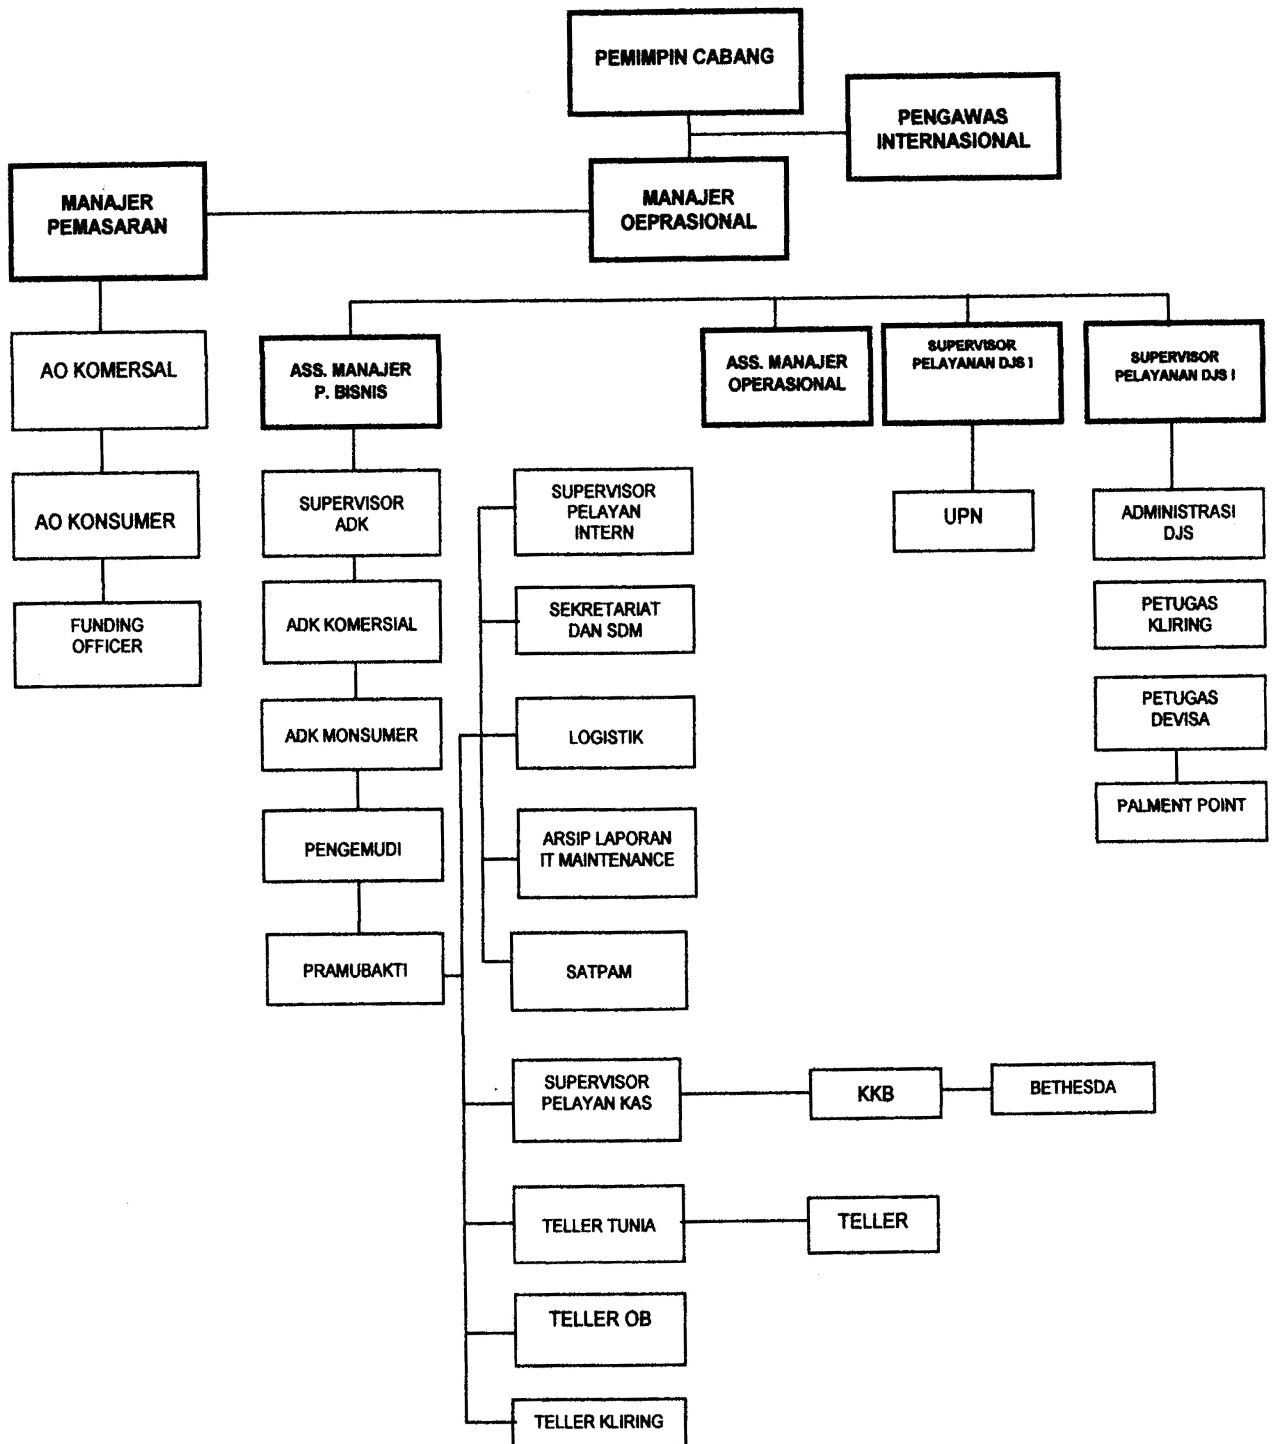 PEMIMPIN CABANG
PENGAWAS
INTERNASIONAL
MANAJER
PEMASARAN
MANAJER
OEPRASIONAL
AO KOMERSAL
ASS. MANAJER
P. BISNIS
ASS. MANAJER
OPERASIONAL
SUPERVISOR
PELAYANAN DJS I
SUPERVISOR
PELAYANAN DJS I
AO KONSUMER
SUPERVISOR
ADK
SUPERVISOR
PELAYAN
INTERN
UPN
ADMINISTRASI
DJS
FUNDING
OFFICER
ADK KOMERSIAL
SEKRETARIAT
DAN SDM
PETUGAS
KLIRING
ADK MONSUMER
LOGISTIK
PETUGAS
DEVISA
PENGEMUDI
ARSIP LAPORAN
IT MAINTENANCE
PALMENT POINT
PRAMUBAKTI
SATPAM
SUPERVISOR
PELAYAN KAS
KKB
BETHESDA
TELLER TUNIA
TELLER
TELLER OB
TELLER KLIRING